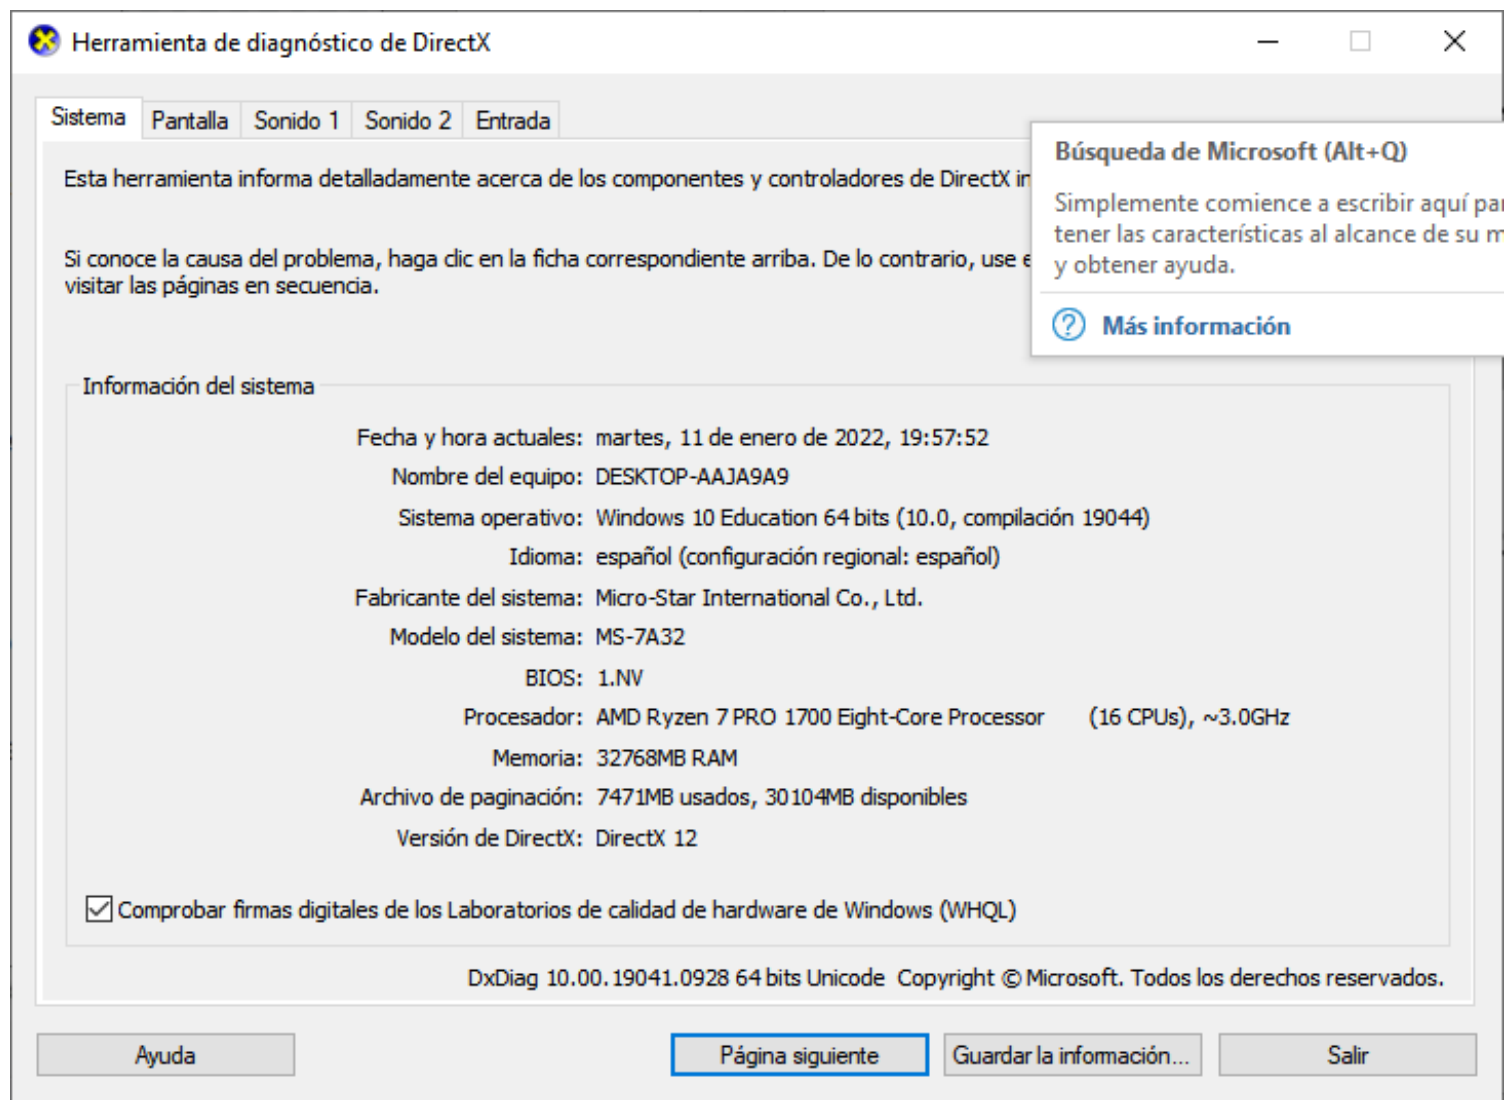 Herramienta de diagnóstico de DirectX
Sistema Pantalla Sonido 1 Sonido 2 Entrada
Esta herramienta informa detalladamente acerca de los componentes y controladores de DirectX
Si conoce la causa del problema, haga clic en la ficha correspondiente arriba. De lo contrario, use
visitar las páginas en secuencia.
Búsqueda de Microsoft (Alt+Q)
Simplemente comience a escribir aquí
tener las características al alcance de su
y obtener ayuda.
Más información
Información del sistema
Fecha y hora actuales: martes, 11 de enero de 2022, 19:57:52
Nombre del equipo: DESKTOP-AAJA9A9
Sistema operativo: Windows 10 Education 64 bits (10.0, compilación 19044)
Idioma: español (configuración regional: español)
Fabricante del sistema: Micro-Star International Co., Ltd.
Modelo del sistema: MS-7A32
BIOS: 1.NV
Procesador: AMD Ryzen 7 PRO 1700 Eight-Core Processor (16 CPUs), ~3.0GHz
Memoria: 32768MB RAM
Archivo de paginación: 7471MB usados, 30104MB disponibles
Versión de DirectX: DirectX 12
Comprobar firmas digitales de los Laboratorios de calidad de hardware de Windows (WHQL)
DxDiag 10.00.19041.0928 64 bits Unicode Copyright © Microsoft. Todos los derechos reservados.
Ayuda Página siguiente Guardar la información... Salir